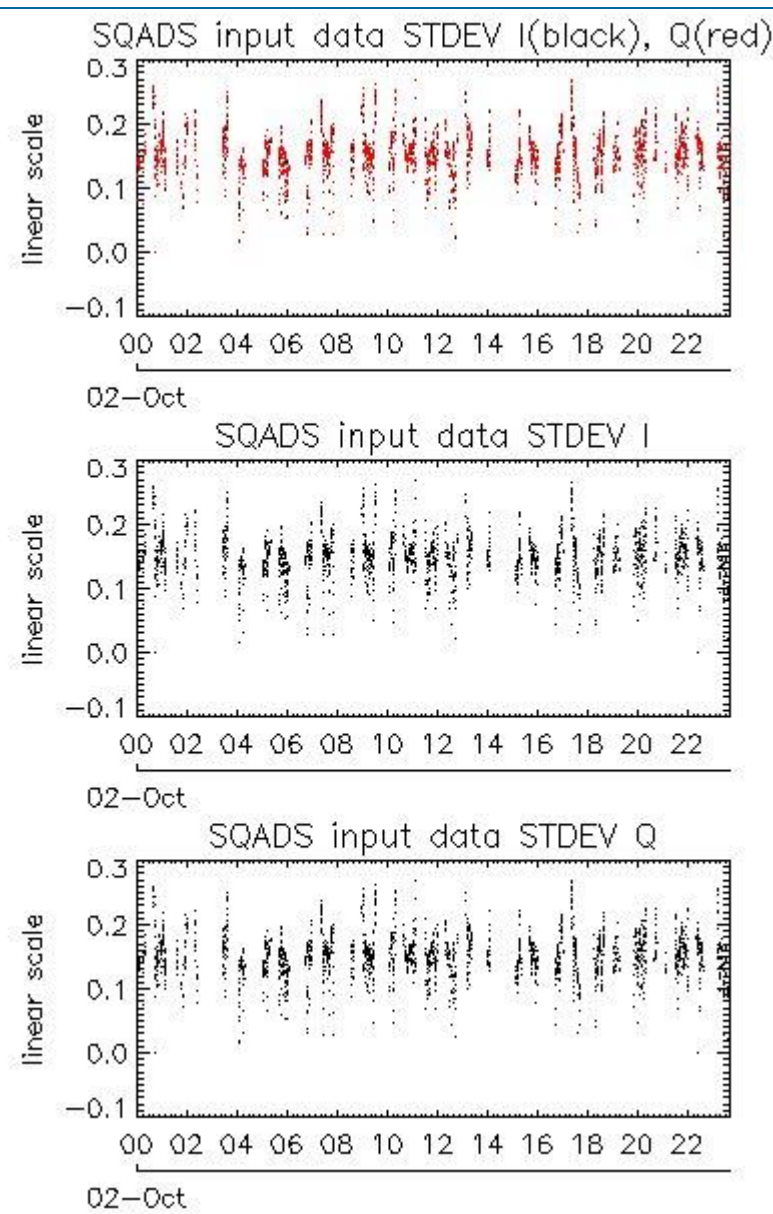 SQADS input data STDEV I(black), Q(red)
linear scale
0.3
0.2
0.1
0.0
-0.1
00 02 04 06 08 10 12 14 16 18 20 22
02-Oct
SQADS input data STDEV I
linear scale
0.3
0.2
0.1
0.0
-0.1
00 02 04 06 08 10 12 14 16 18 20 22
02-Oct
SQADS input data STDEV Q
linear scale
0.3
0.2
0.1
0.0
-0.1
00 02 04 06 08 10 12 14 16 18 20 22
02-Oct